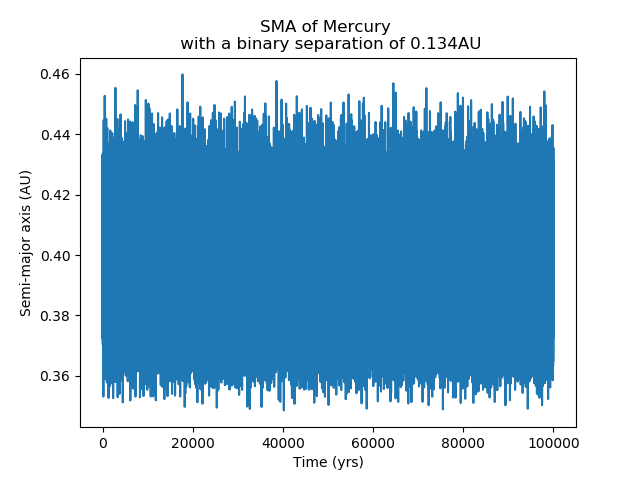 SMA of Mercury
with a binary separation of 0.134AU
0.46
0.44
0.42
0.40
0.38
0.36
Semi-major axis (AU)
0 20000 40000 60000 80000 100000
Time (yrs)